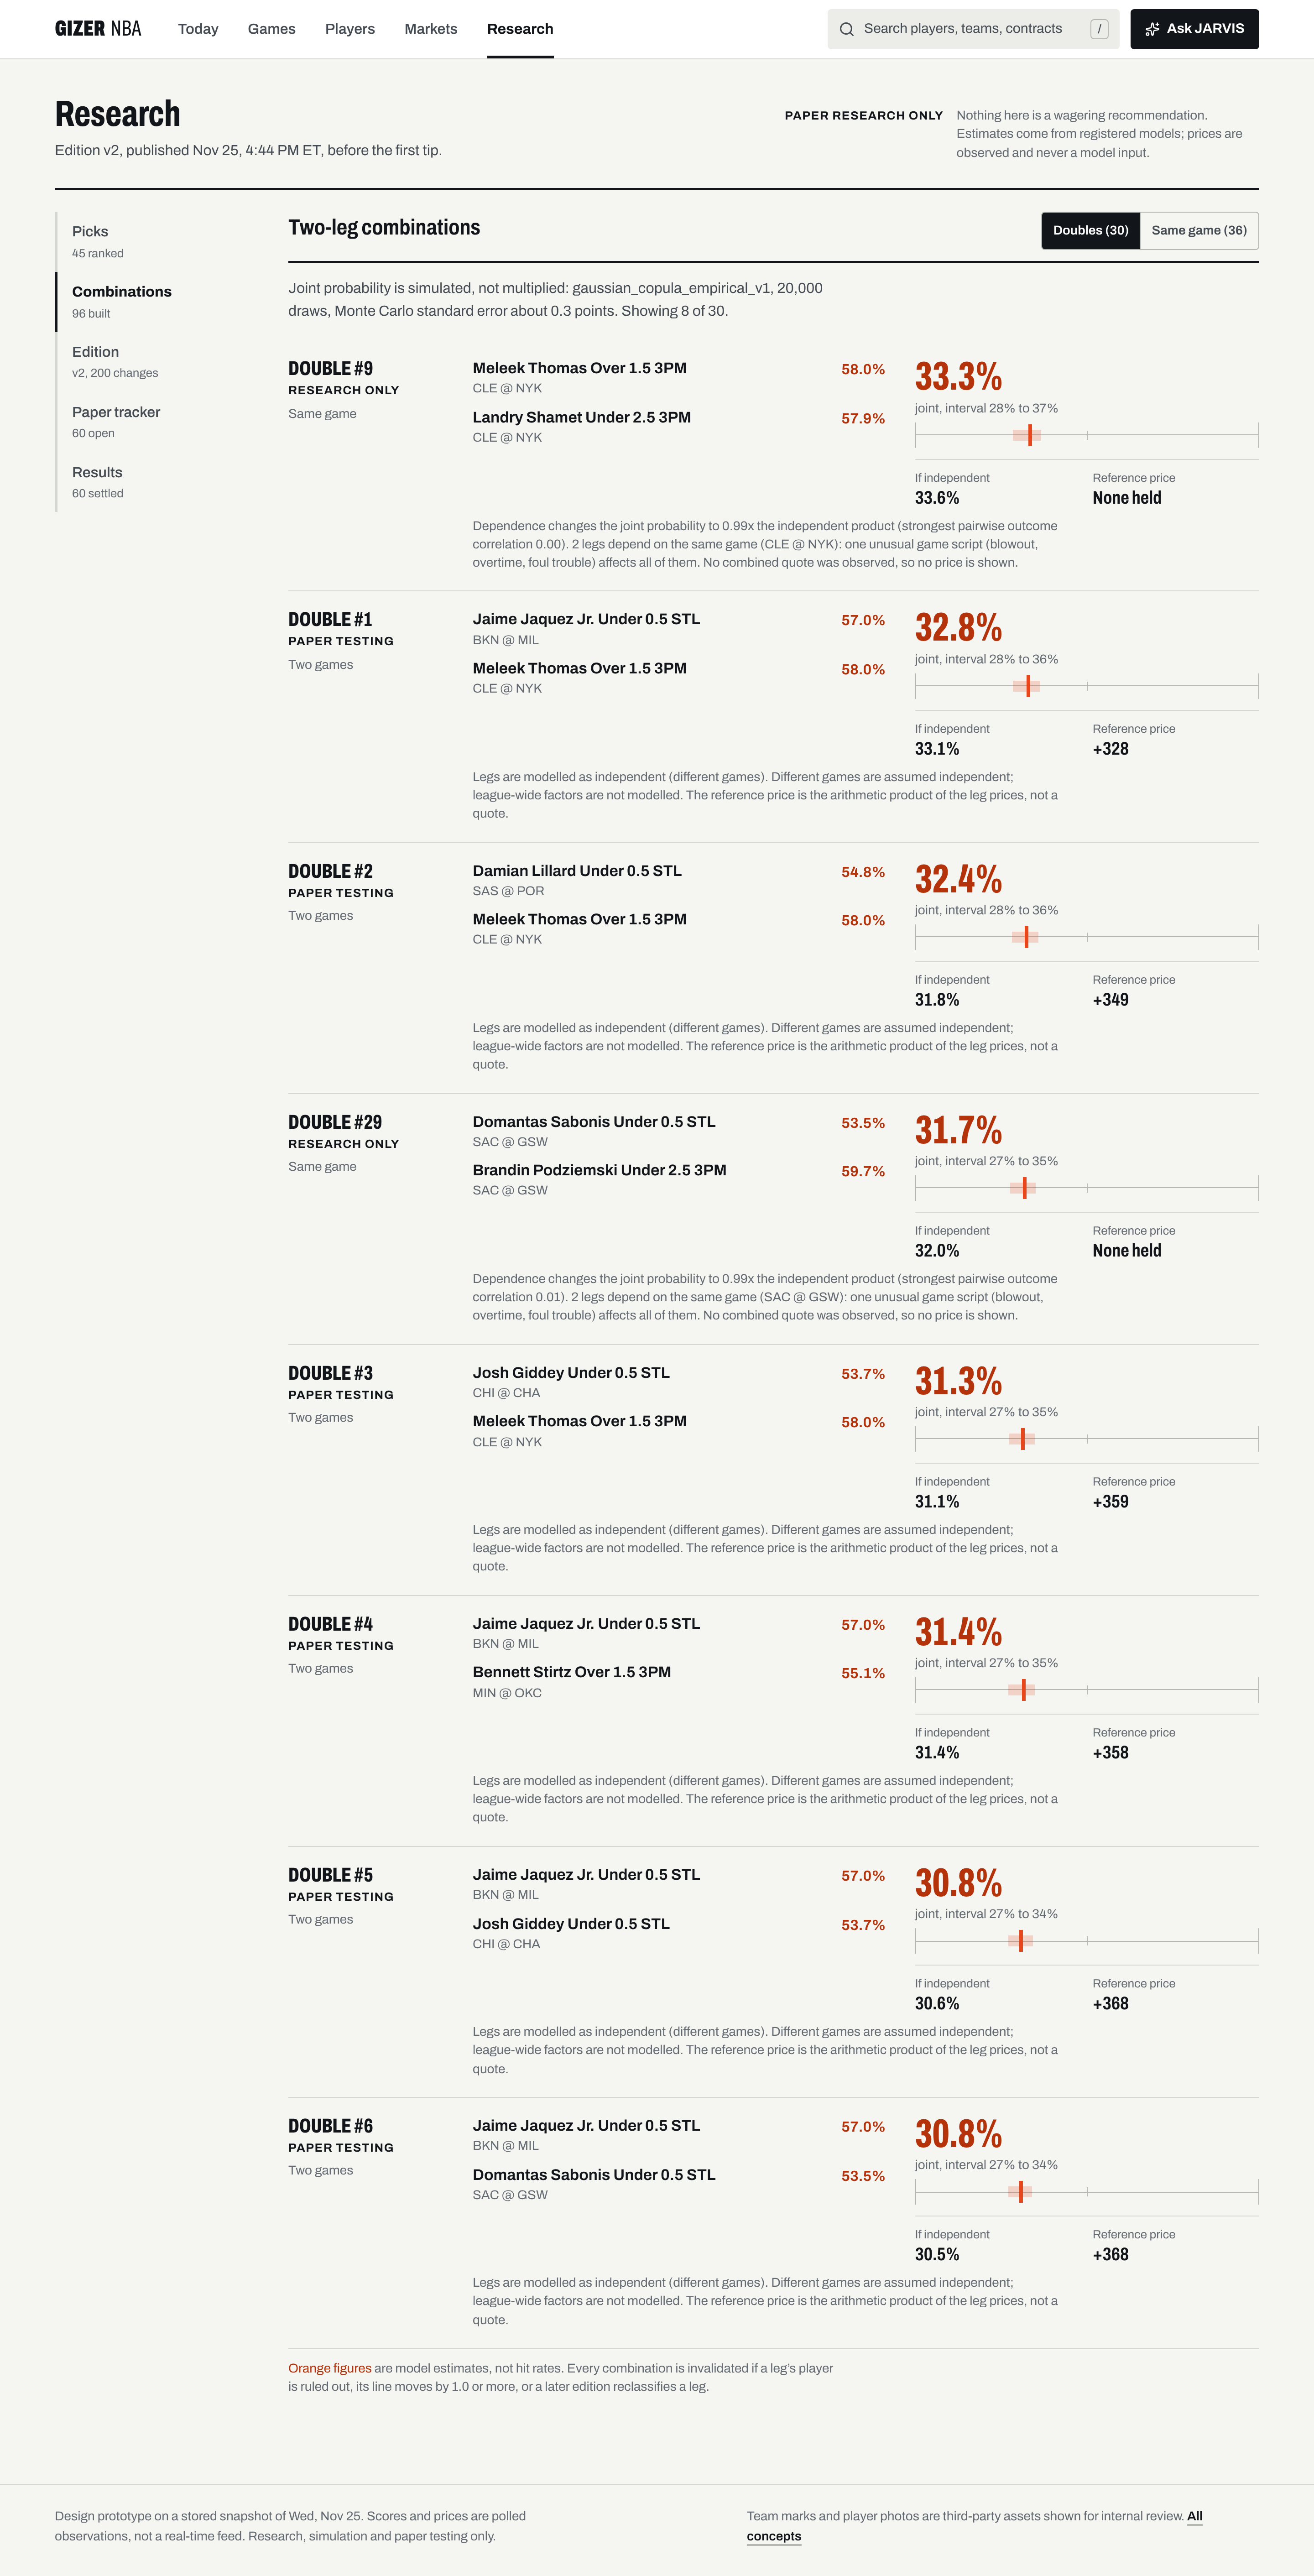 GIZER NBA
Today
Games
Players
Markets
Research
Search players, teams, contracts
/
Ask JARVIS
Research
Edition v2, published Nov 25, 4:44 PM ET, before the first tip.
PAPER RESEARCH ONLY
Nothing here is a wagering recommendation.
Estimates come from registered models; prices are
observed and never a model input.
Picks
45 ranked
Combinations
96 built
Edition
v2, 200 changes
Paper tracker
60 open
Results
60 settled
Two-leg combinations
Doubles (30)
Same game (36)
Joint probability is simulated, not multiplied: gaussian_copula_empirical_v1, 20,000
draws, Monte Carlo standard error about 0.3 points. Showing 8 of 30.
DOUBLE #9
RESEARCH ONLY
Same game
Meleek Thomas Over 1.5 3PM
CLE @ NYK
58.0%
Landry Shamet Under 2.5 3PM
CLE @ NYK
57.9%
33.3%
joint, interval 28% to 37%
If independent
33.6%
Reference price
None held
Dependence changes the joint probability to 0.99x the independent product (strongest pairwise outcome
correlation 0.00). 2 legs depend on the same game (CLE @ NYK): one unusual game script (blowout,
overtime, foul trouble) affects all of them. No combined quote was observed, so no price is shown.
DOUBLE #1
PAPER TESTING
Two games
Jaime Jaquez Jr. Under 0.5 STL
BKN @ MIL
57.0%
Meleek Thomas Over 1.5 3PM
CLE @ NYK
58.0%
32.8%
joint, interval 28% to 36%
If independent
33.1%
Reference price
+328
Legs are modelled as independent (different games). Different games are assumed independent;
league-wide factors are not modelled. The reference price is the arithmetic product of the leg prices, not a
quote.
DOUBLE #2
PAPER TESTING
Two games
Damian Lillard Under 0.5 STL
SAS @ POR
54.8%
Meleek Thomas Over 1.5 3PM
CLE @ NYK
58.0%
32.4%
joint, interval 28% to 36%
If independent
31.8%
Reference price
+349
Legs are modelled as independent (different games). Different games are assumed independent;
league-wide factors are not modelled. The reference price is the arithmetic product of the leg prices, not a
quote.
DOUBLE #29
RESEARCH ONLY
Same game
Domantas Sabonis Under 0.5 STL
SAC @ GSW
53.5%
Brandin Podziemski Under 2.5 3PM
SAC @ GSW
59.7%
31.7%
joint, interval 27% to 35%
If independent
32.0%
Reference price
None held
Dependence changes the joint probability to 0.99x the independent product (strongest pairwise outcome
correlation 0.01). 2 legs depend on the same game (SAC @ GSW): one unusual game script (blowout,
overtime, foul trouble) affects all of them. No combined quote was observed, so no price is shown.
DOUBLE #3
PAPER TESTING
Two games
Josh Giddey Under 0.5 STL
CHI @ CHA
53.7%
Meleek Thomas Over 1.5 3PM
CLE @ NYK
58.0%
31.3%
joint, interval 27% to 35%
If independent
31.1%
Reference price
+359
Legs are modelled as independent (different games). Different games are assumed independent;
league-wide factors are not modelled. The reference price is the arithmetic product of the leg prices, not a
quote.
DOUBLE #4
PAPER TESTING
Two games
Jaime Jaquez Jr. Under 0.5 STL
BKN @ MIL
57.0%
Bennett Stirtz Over 1.5 3PM
MIN @ OKC
55.1%
31.4%
joint, interval 27% to 35%
If independent
31.4%
Reference price
+358
Legs are modelled as independent (different games). Different games are assumed independent;
league-wide factors are not modelled. The reference price is the arithmetic product of the leg prices, not a
quote.
DOUBLE #5
PAPER TESTING
Two games
Jaime Jaquez Jr. Under 0.5 STL
BKN @ MIL
57.0%
Josh Giddey Under 0.5 STL
CHI @ CHA
53.7%
30.8%
joint, interval 27% to 34%
If independent
30.6%
Reference price
+368
Legs are modelled as independent (different games). Different games are assumed independent;
league-wide factors are not modelled. The reference price is the arithmetic product of the leg prices, not a
quote.
DOUBLE #6
PAPER TESTING
Two games
Jaime Jaquez Jr. Under 0.5 STL
BKN @ MIL
57.0%
Domantas Sabonis Under 0.5 STL
SAC @ GSW
53.5%
30.8%
joint, interval 27% to 34%
If independent
30.5%
Reference price
+368
Legs are modelled as independent (different games). Different games are assumed independent;
league-wide factors are not modelled. The reference price is the arithmetic product of the leg prices, not a
quote.
Orange figures are model estimates, not hit rates. Every combination is invalidated if a leg's player
is ruled out, its line moves by 1.0 or more, or a later edition reclassifies a leg.
Design prototype on a stored snapshot of Wed, Nov 25. Scores and prices are polled
observations, not a real-time feed. Research, simulation and paper testing only.
Team marks and player photos are third-party assets shown for internal review. All
concepts